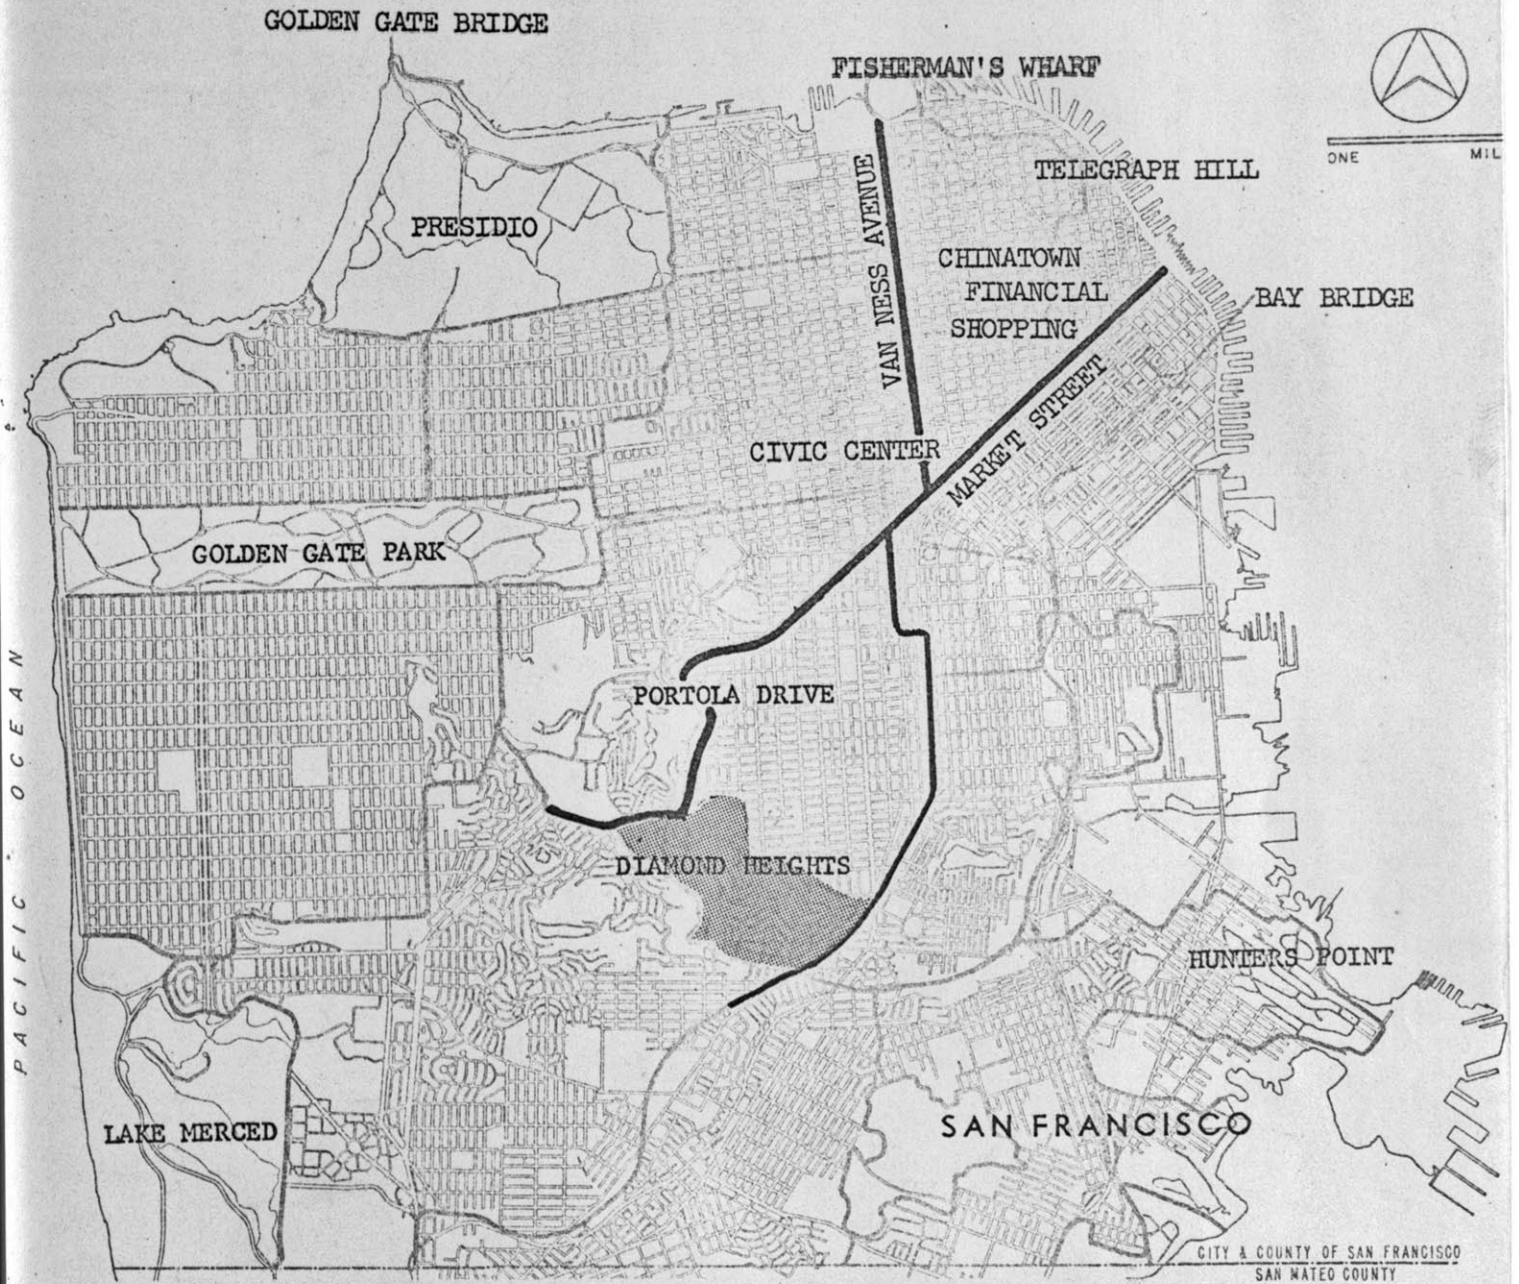 GOLDEN GATE BRIDGE
FISHERMAN'S WHARF
ONE MIL
TELEGRAPH HILL
PRESIDIO
VAN NESS AVENUE
CHINATOWN
FINANCIAL
SHOPPING
BAY BRIDGE
MARKET STREET
CIVIC CENTER
GOLDEN GATE PARK
PACIFIC OCEAN
PORTOLA DRIVE
DIAMOND HEIGHTS
HUNTERS POINT
LAKE MERCED
SAN FRANCISCO
CITY & COUNTY OF SAN FRANCISCO
SAN MATEO COUNTY